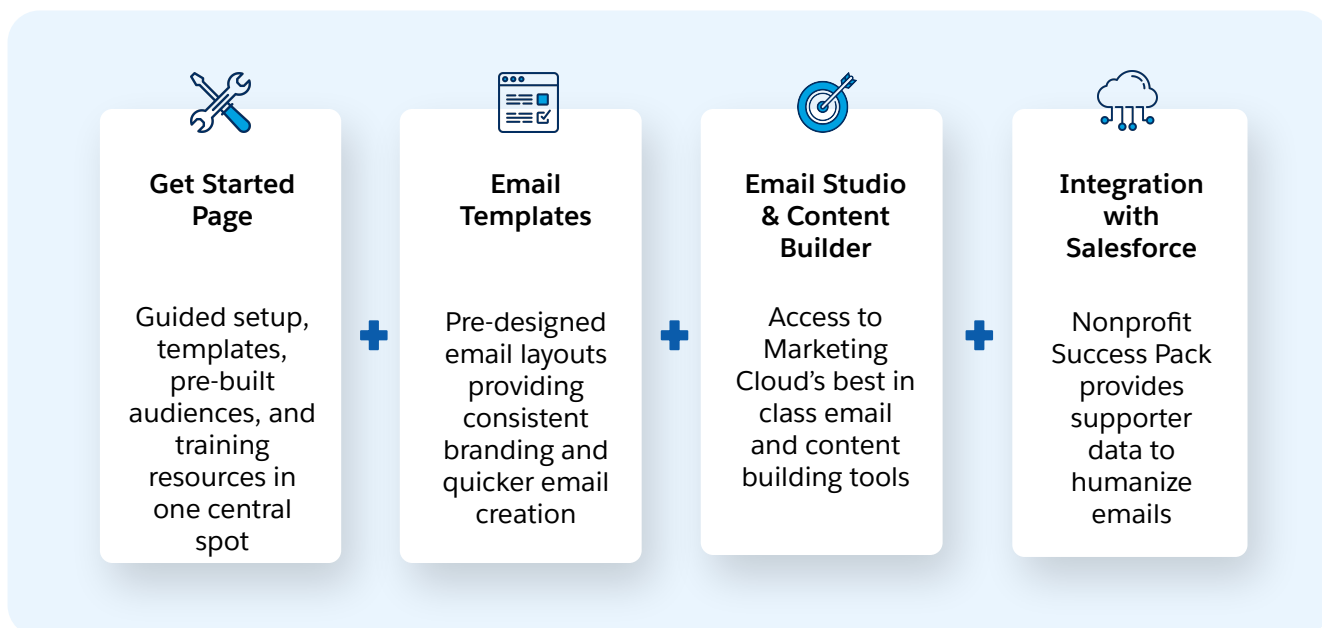 Get Started
Page
Guided setup,
templates,
pre-built
audiences, and
training
resources in
one central
spot
Email
Templates
Pre-designed
email layouts
providing
consistent
branding and
quicker email
creation
Email Studio
& Content
Builder
Access to
Marketing
Cloud’s best in
class email
and content
building tools
Integration
with
Salesforce
Nonprofit
Success Pack
provides
supporter
data to
humanize
emails